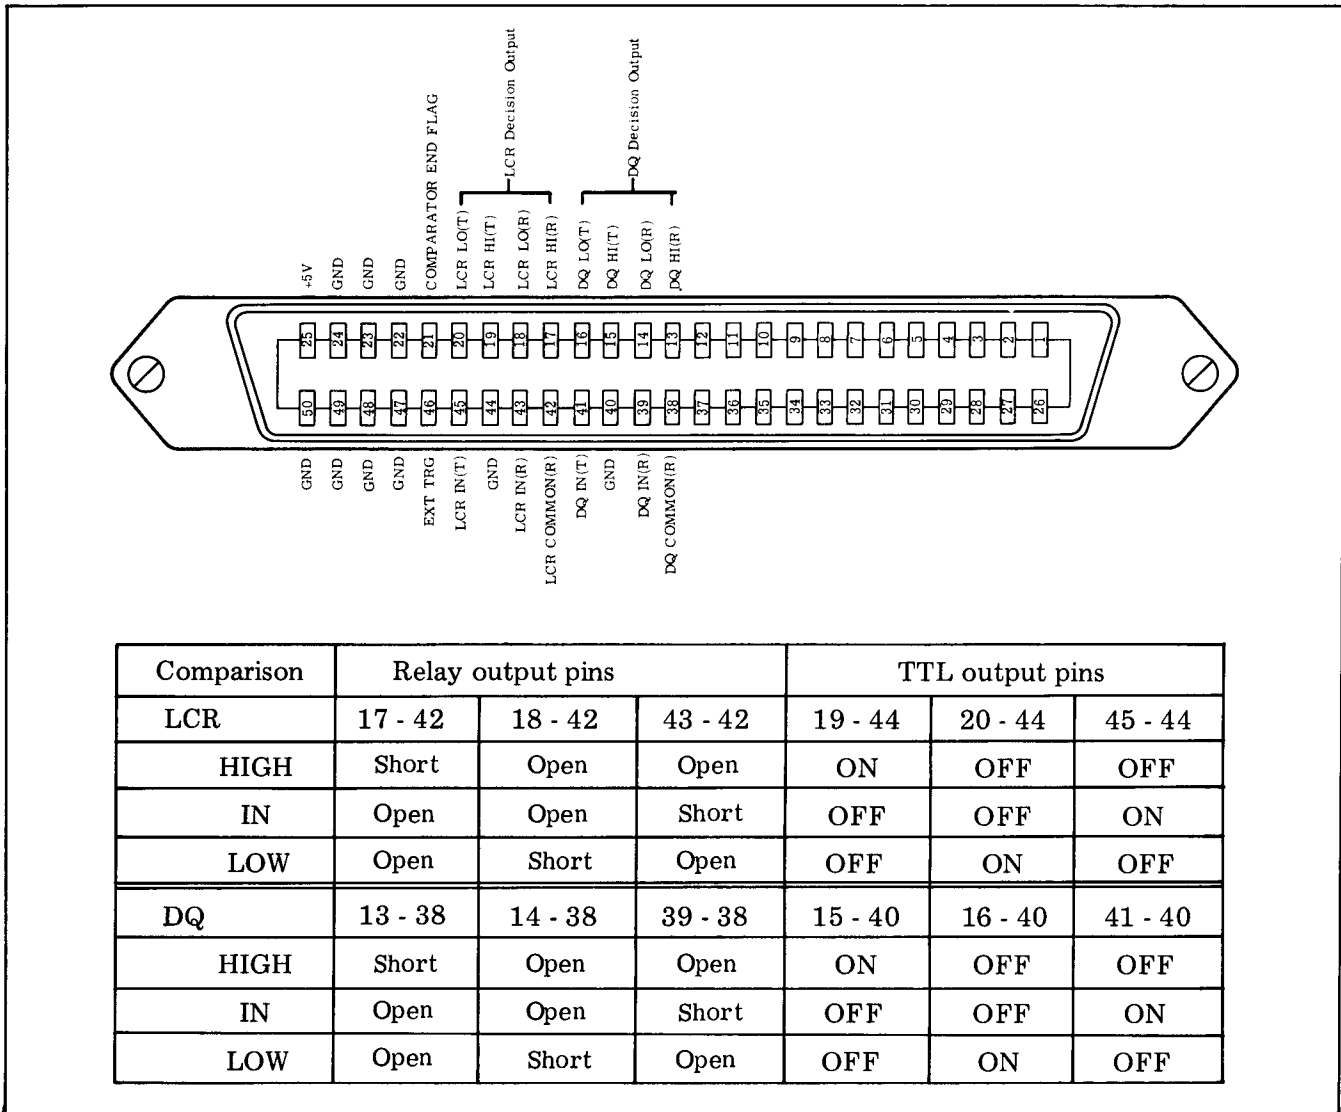 LCR Decision Output
DQ Decision Output
+5V
GND
GND
GND
COMPARATOR END FLAG
LCR LO(T)
LCR HI(T)
LCR LO(R)
LCR HI(R)
DQ LO(T)
DQ HI(T)
DQ LO(R)
DQ HI(R)
25 24 23 22 21 20 19 18 17 16 15 14 13 12 11 10 9 8 7 6 5 4 3 2 1
50 49 48 47 46 45 44 43 42 41 40 39 38 37 36 35 34 33 32 31 30 29 28 27 26
GND
GND
GND
GND
EXT TRG
LCR IN(T)
GND
LCR IN(R)
LCR COMMON(R)
DQ IN(T)
GND
DQ IN(R)
DQ COMMON(R)
Comparison Relay output pins TTL output pins
LCR 17 - 42 18 - 42 43 - 42 19 - 44 20 - 44 45 - 44
HIGH Short Open Open ON OFF OFF
IN Open Open Short OFF OFF ON
LOW Open Short Open OFF ON OFF
DQ 13 - 38 14 - 38 39 - 38 15 - 40 16 - 40 41 - 40
HIGH Short Open Open ON OFF OFF
IN Open Open Short OFF OFF ON
LOW Open Short Open OFF ON OFF